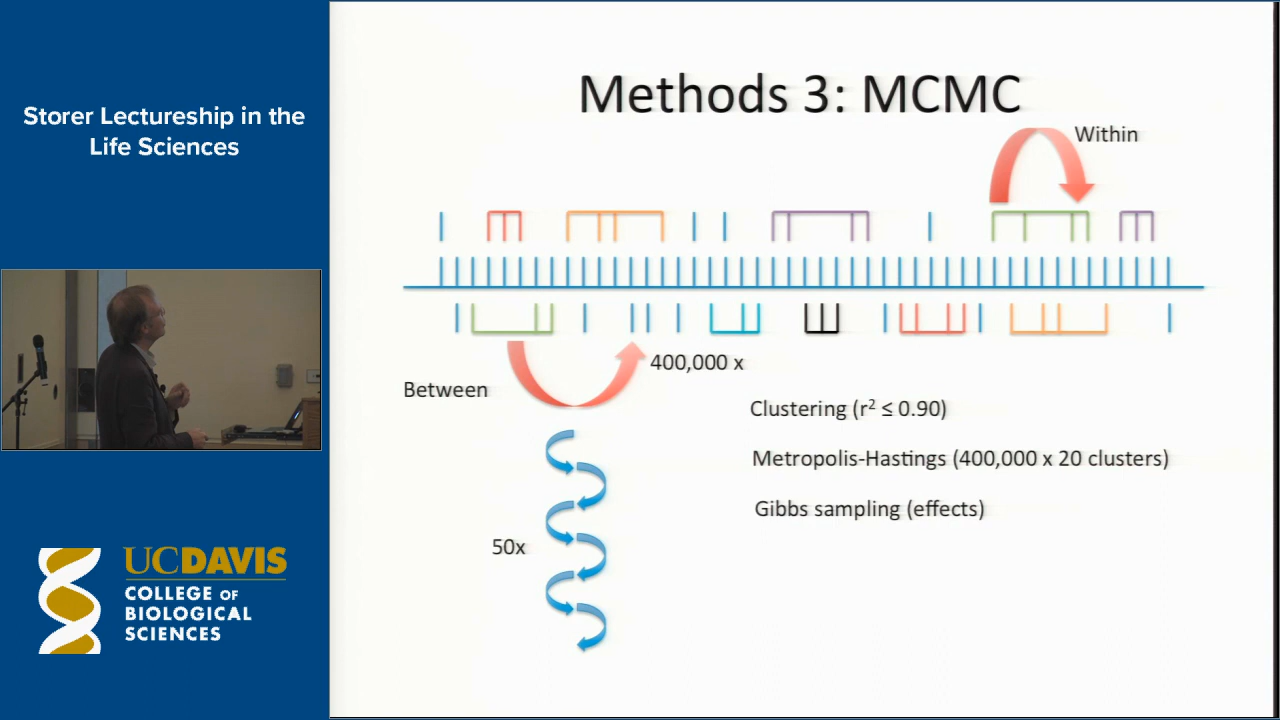 Storer Lectureship in the
Life Sciences
UCDAVIS
COLLEGE OF
BIOLOGICAL
SCIENCES
Methods 3: MCMC
Within
400,000 x
Between
Clustering (r² ≤ 0.90)
Metropolis-Hastings (400,000 x 20 clusters)
Gibbs sampling (effects)
50x